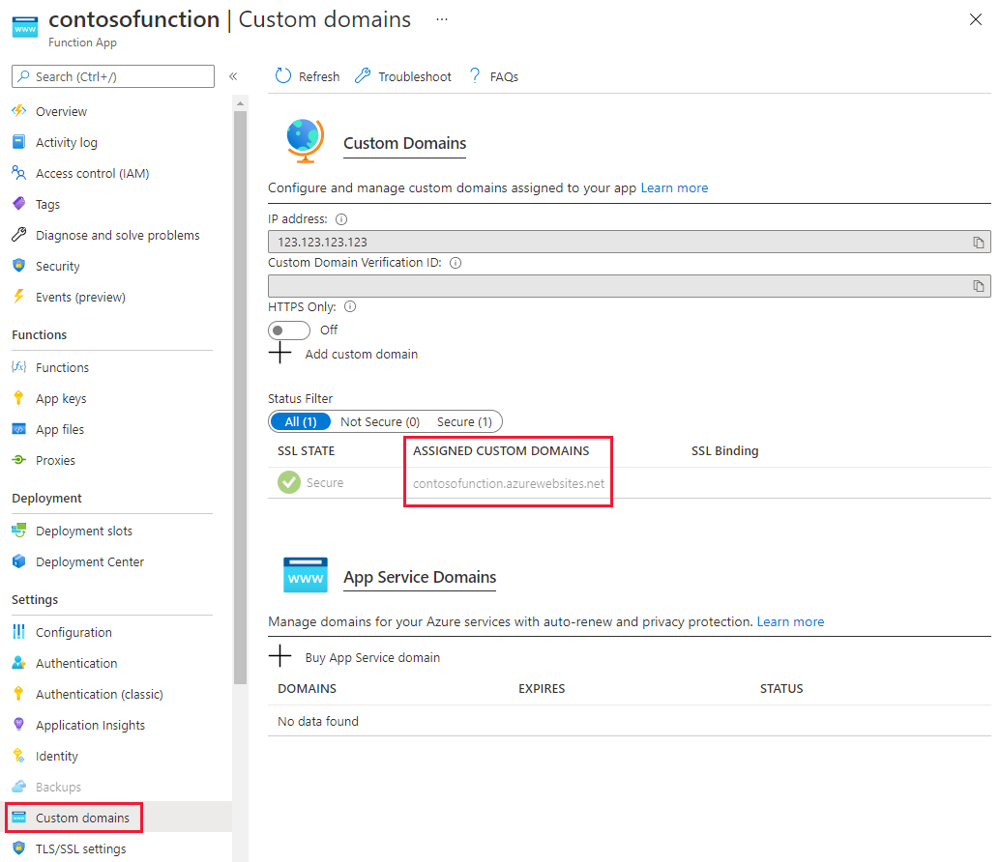 contosofunction | Custom domains ...
Function App
Search (Ctrl+/)
Overview
Activity log
Access control (IAM)
Tags
Diagnose and solve problems
Security
Events (preview)
Functions
Functions
App keys
App files
Proxies
Deployment
Deployment slots
Deployment Center
Settings
Configuration
Authentication
Authentication (classic)
Application Insights
Identity
Backups
Custom domains
TLS/SSL settings
Refresh Troubleshoot ? FAQs
Custom Domains
Configure and manage custom domains assigned to your app Learn more
IP address:
123.123.123.123
Custom Domain Verification ID:
HTTPS Only:
Off
Add custom domain
Status Filter
All (1) Not Secure (0) Secure (1)
SSL STATE ASSIGNED CUSTOM DOMAINS SSL Binding
Secure contosofunction.azurewebsites.net
www App Service Domains
Manage domains for your Azure services with auto-renew and privacy protection. Learn more
Buy App Service domain
DOMAINS EXPIRES STATUS
No data found